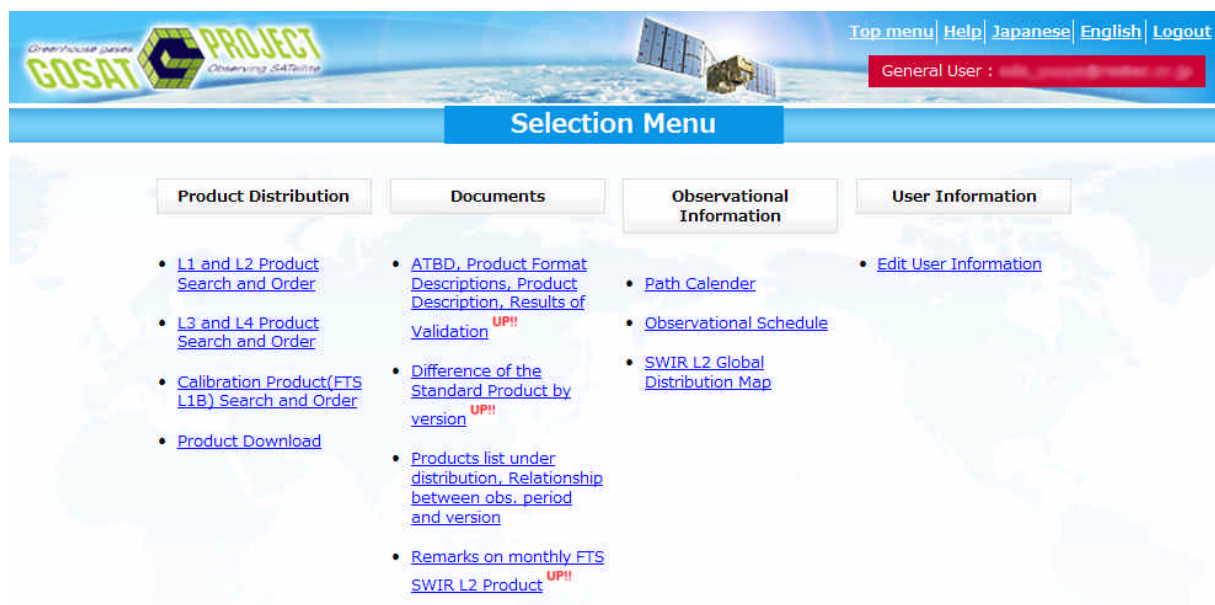 Greenhouse gases
GOSAT PROJECT
Observing SATellite
Top menu| Help| Japanese| English| Logout
General User :
Selection Menu
Product Distribution
• L1 and L2 Product
Search and Order
• L3 and L4 Product
Search and Order
• Calibration Product(FTS
L1B) Search and Order
• Product Download
Documents
• ATBD, Product Format
Descriptions, Product
Description, Results of
Validation UP!!
• Difference of the
Standard Product by
version UP!!
• Products list under
distribution, Relationship
between obs. period
and version
• Remarks on monthly FTS
SWIR L2 Product UP!!
Observational
Information
• Path Calender
• Observational Schedule
• SWIR L2 Global
Distribution Map
User Information
• Edit User Information